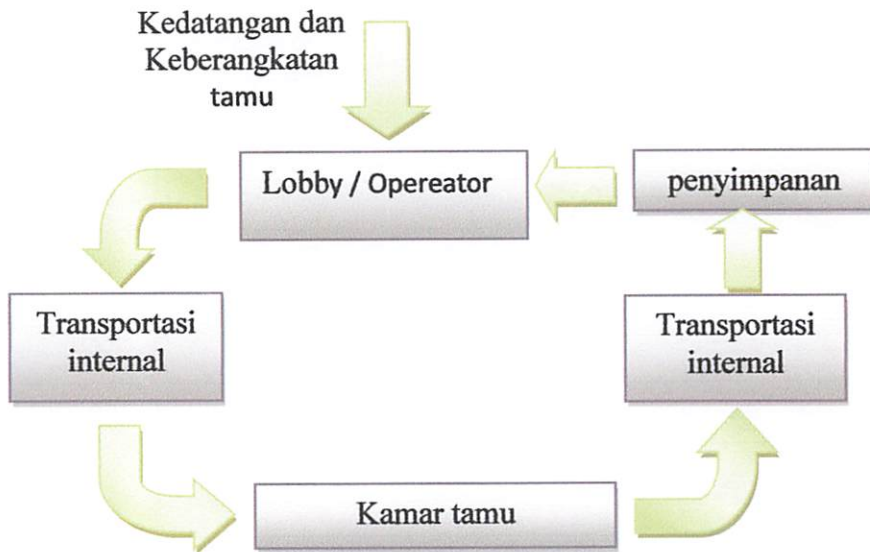 Kedatangan dan
Keberangkatan
tamu
Lobby / Opereator
penyimpanan
Transportasi
internal
Transportasi
internal
Kamar tamu